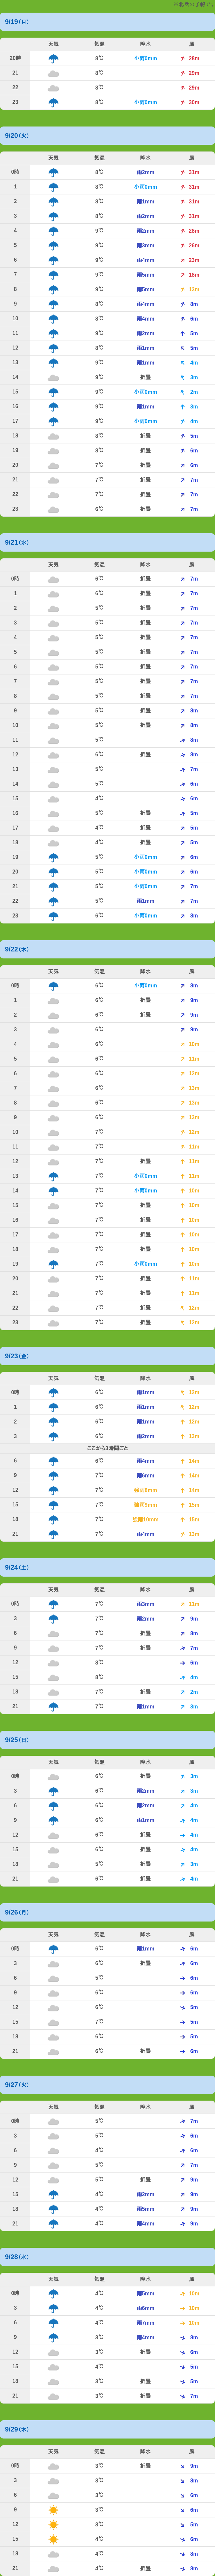 ※北岳の予報です
9/19（月）
天気 気温 降水 風
20時 8℃ 小雨0mm 28m
21 8℃ 29m
22 8℃ 29m
23 8℃ 小雨0mm 30m
9/20（火）
天気 気温 降水 風
0時 8℃ 雨2mm 31m
1 8℃ 小雨0mm 31m
2 8℃ 雨1mm 31m
3 8℃ 雨2mm 31m
4 9℃ 雨2mm 28m
5 9℃ 雨3mm 26m
6 9℃ 雨4mm 23m
7 9℃ 雨5mm 18m
8 9℃ 雨5mm 13m
9 8℃ 雨4mm 8m
10 8℃ 雨4mm 6m
11 9℃ 雨2mm 5m
12 8℃ 雨1mm 5m
13 9℃ 雨1mm 4m
14 9℃ 折曇 3m
15 9℃ 小雨0mm 2m
16 9℃ 雨1mm 3m
17 9℃ 小雨0mm 4m
18 8℃ 折曇 5m
19 8℃ 折曇 6m
20 7℃ 折曇 6m
21 7℃ 折曇 7m
22 7℃ 折曇 7m
23 6℃ 折曇 7m
9/21（水）
天気 気温 降水 風
0時 6℃ 折曇 7m
1 6℃ 折曇 7m
2 5℃ 折曇 7m
3 5℃ 折曇 7m
4 5℃ 折曇 7m
5 5℃ 折曇 7m
6 5℃ 折曇 7m
7 5℃ 折曇 7m
8 5℃ 折曇 7m
9 5℃ 折曇 8m
10 5℃ 折曇 8m
11 5℃ 8m
12 6℃ 折曇 8m
13 5℃ 7m
14 5℃ 6m
15 4℃ 6m
16 5℃ 折曇 5m
17 4℃ 折曇 5m
18 4℃ 折曇 5m
19 5℃ 小雨0mm 6m
20 5℃ 小雨0mm 6m
21 5℃ 小雨0mm 7m
22 5℃ 雨1mm 7m
23 6℃ 小雨0mm 8m
9/22（木）
天気 気温 降水 風
0時 6℃ 小雨0mm 8m
1 6℃ 折曇 9m
2 6℃ 折曇 9m
3 6℃ 9m
4 6℃ 10m
5 6℃ 11m
6 6℃ 12m
7 6℃ 13m
8 6℃ 13m
9 6℃ 13m
10 7℃ 12m
11 7℃ 11m
12 7℃ 折曇 11m
13 7℃ 小雨0mm 11m
14 7℃ 小雨0mm 10m
15 7℃ 折曇 10m
16 7℃ 折曇 10m
17 7℃ 折曇 10m
18 7℃ 折曇 10m
19 7℃ 小雨0mm 10m
20 7℃ 折曇 11m
21 7℃ 折曇 11m
22 7℃ 折曇 12m
23 7℃ 折曇 12m
9/23（金）
天気 気温 降水 風
0時 6℃ 雨1mm 12m
1 6℃ 雨1mm 12m
2 6℃ 雨1mm 12m
3 6℃ 雨2mm 13m
ここから3時間ごと
6 6℃ 雨4mm 14m
9 7℃ 雨6mm 14m
12 7℃ 強雨8mm 14m
15 7℃ 強雨9mm 15m
18 7℃ 強雨10mm 15m
21 7℃ 雨4mm 13m
9/24（土）
天気 気温 降水 風
0時 7℃ 雨3mm 11m
3 7℃ 雨2mm 9m
6 7℃ 折曇 8m
9 7℃ 折曇 7m
12 8℃ 6m
15 8℃ 4m
18 7℃ 折曇 2m
21 7℃ 雨1mm 3m
9/25（日）
天気 気温 降水 風
0時 6℃ 折曇 3m
3 6℃ 雨2mm 3m
6 6℃ 雨2mm 4m
9 6℃ 雨1mm 4m
12 6℃ 折曇 4m
15 6℃ 折曇 4m
18 6℃ 折曇 3m
21 6℃ 折曇 4m
9/26（月）
天気 気温 降水 風
0時 6℃ 雨1mm 6m
3 6℃ 折曇 6m
6 5℃ 6m
9 6℃ 6m
12 6℃ 5m
15 7℃ 5m
18 6℃ 5m
21 6℃ 折曇 6m
9/27（火）
天気 気温 降水 風
0時 5℃ 7m
3 5℃ 6m
6 4℃ 6m
9 5℃ 7m
12 5℃ 折曇 9m
15 4℃ 雨2mm 9m
18 4℃ 雨5mm 9m
21 4℃ 雨4mm 9m
9/28（水）
天気 気温 降水 風
0時 4℃ 雨5mm 10m
3 4℃ 雨6mm 10m
6 4℃ 雨7mm 10m
9 3℃ 雨4mm 8m
12 3℃ 折曇 6m
15 4℃ 5m
18 3℃ 折曇 5m
21 3℃ 折曇 7m
9/29（木）
天気 気温 降水 風
0時 3℃ 折曇 9m
3 3℃ 8m
6 3℃ 6m
9 3℃ 6m
12 3℃ 5m
15 4℃ 6m
18 4℃ 8m
21 4℃ 折曇 8m